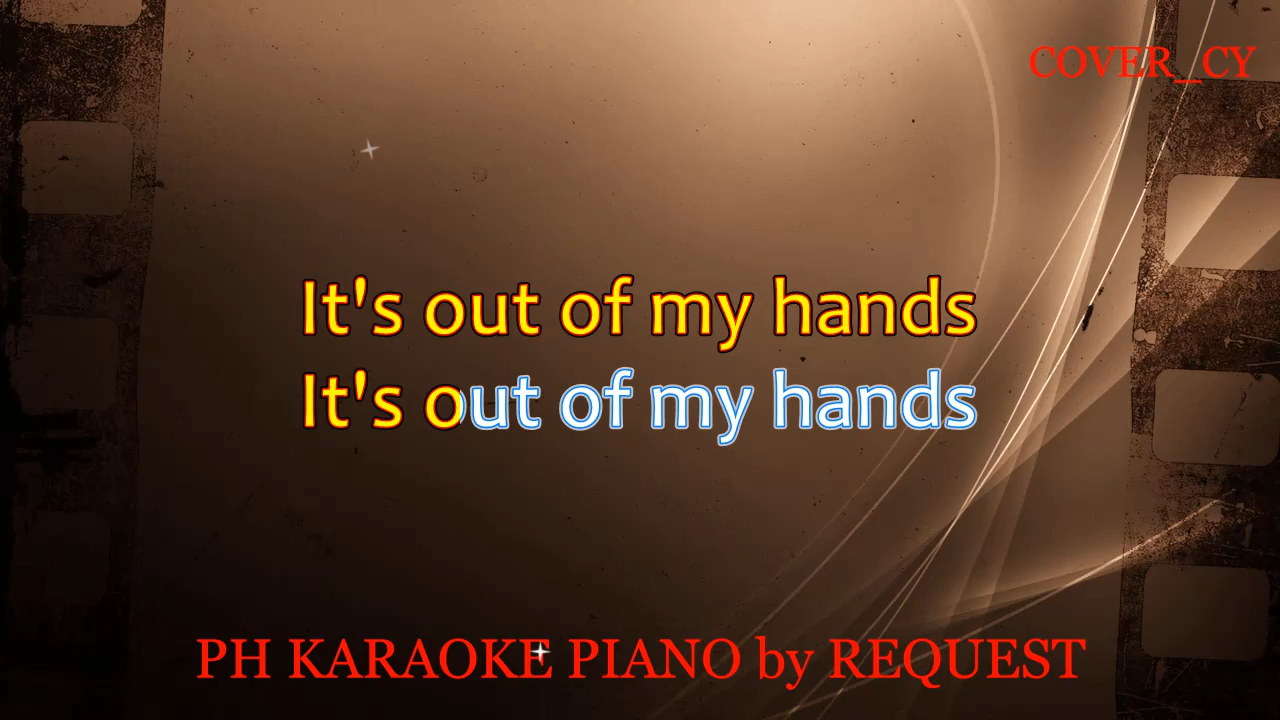 COVER_CY
It's out of my hands
It's out of my hands
PH KARAOKE PIANO by REQUEST